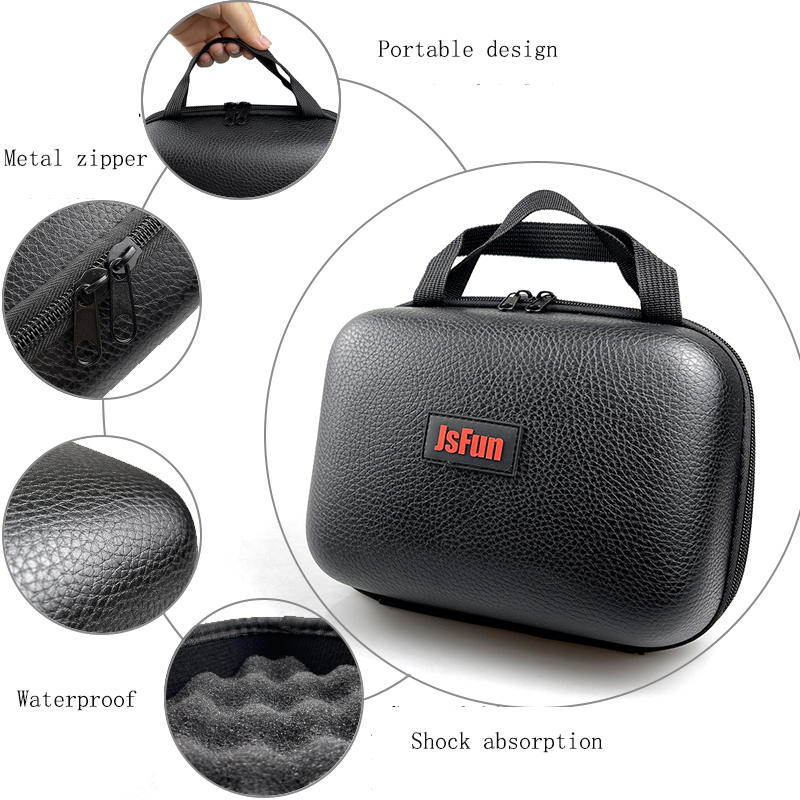 Portable design
Metal zipper
JsFun
Waterproof
Shock absorption